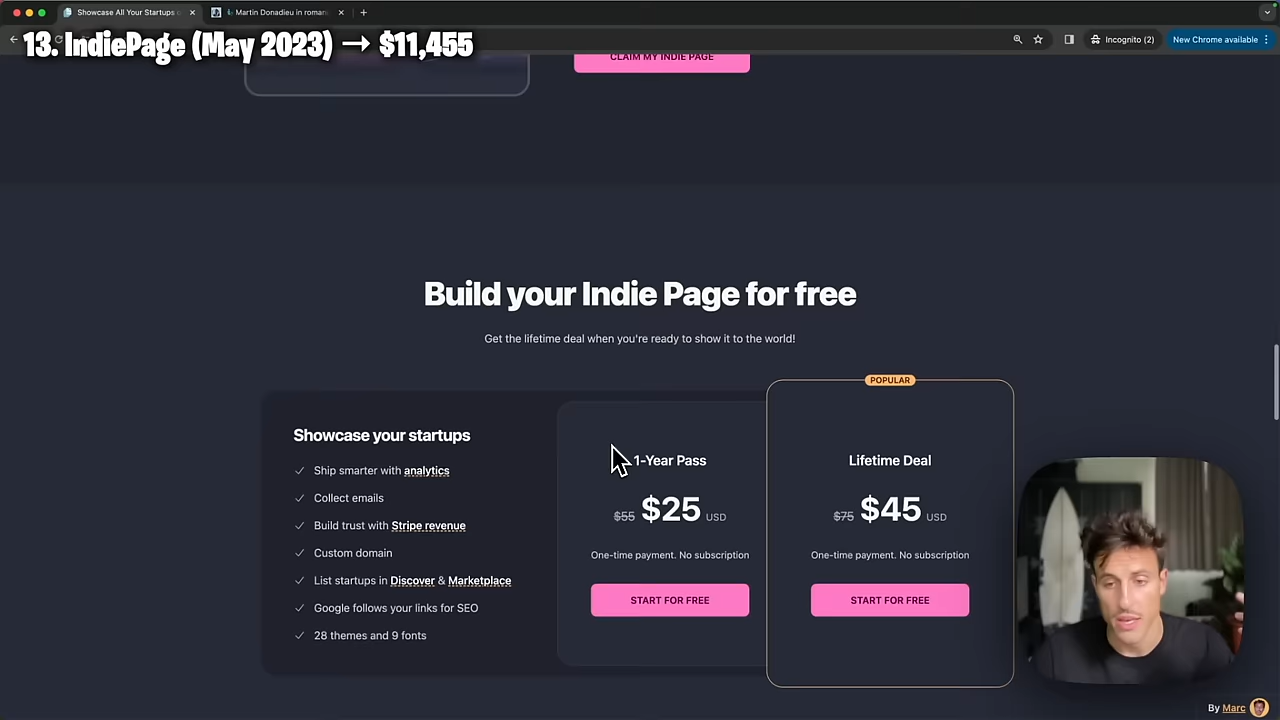 Showcase All Your Startups
Martin Donadieu in roman
13. IndiePage (May 2023) → $11,455
Incognito (2)
New Chrome available
CLAIM MY INDIE PAGE
Build your Indie Page for free
Get the lifetime deal when you're ready to show it to the world!
POPULAR
Showcase your startups
Ship smarter with analytics
Collect emails
Build trust with Stripe revenue
Custom domain
List startups in Discover & Marketplace
Google follows your links for SEO
28 themes and 9 fonts
1-Year Pass
$55 $25 USD
One-time payment. No subscription
START FOR FREE
Lifetime Deal
$75 $45 USD
One-time payment. No subscription
START FOR FREE
By Marc